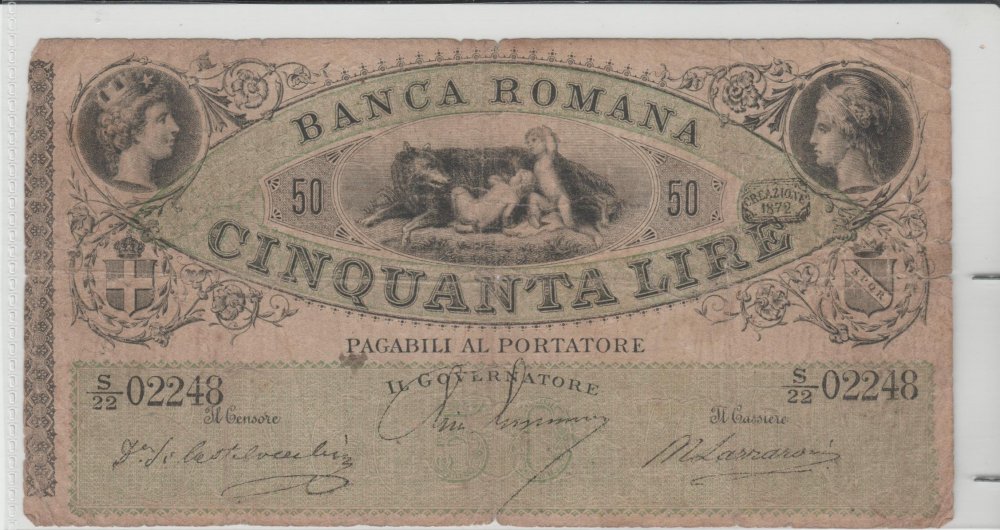 BANCA ROMANA
50 50
CREAZIONE
1872
CINQUANTA LIRE
S.P.Q.R
PAGABILI AL PORTATORE
S/22 02248
IL GOVERNATORE
S/22 02248
Il Censore
Il Cassiere
50